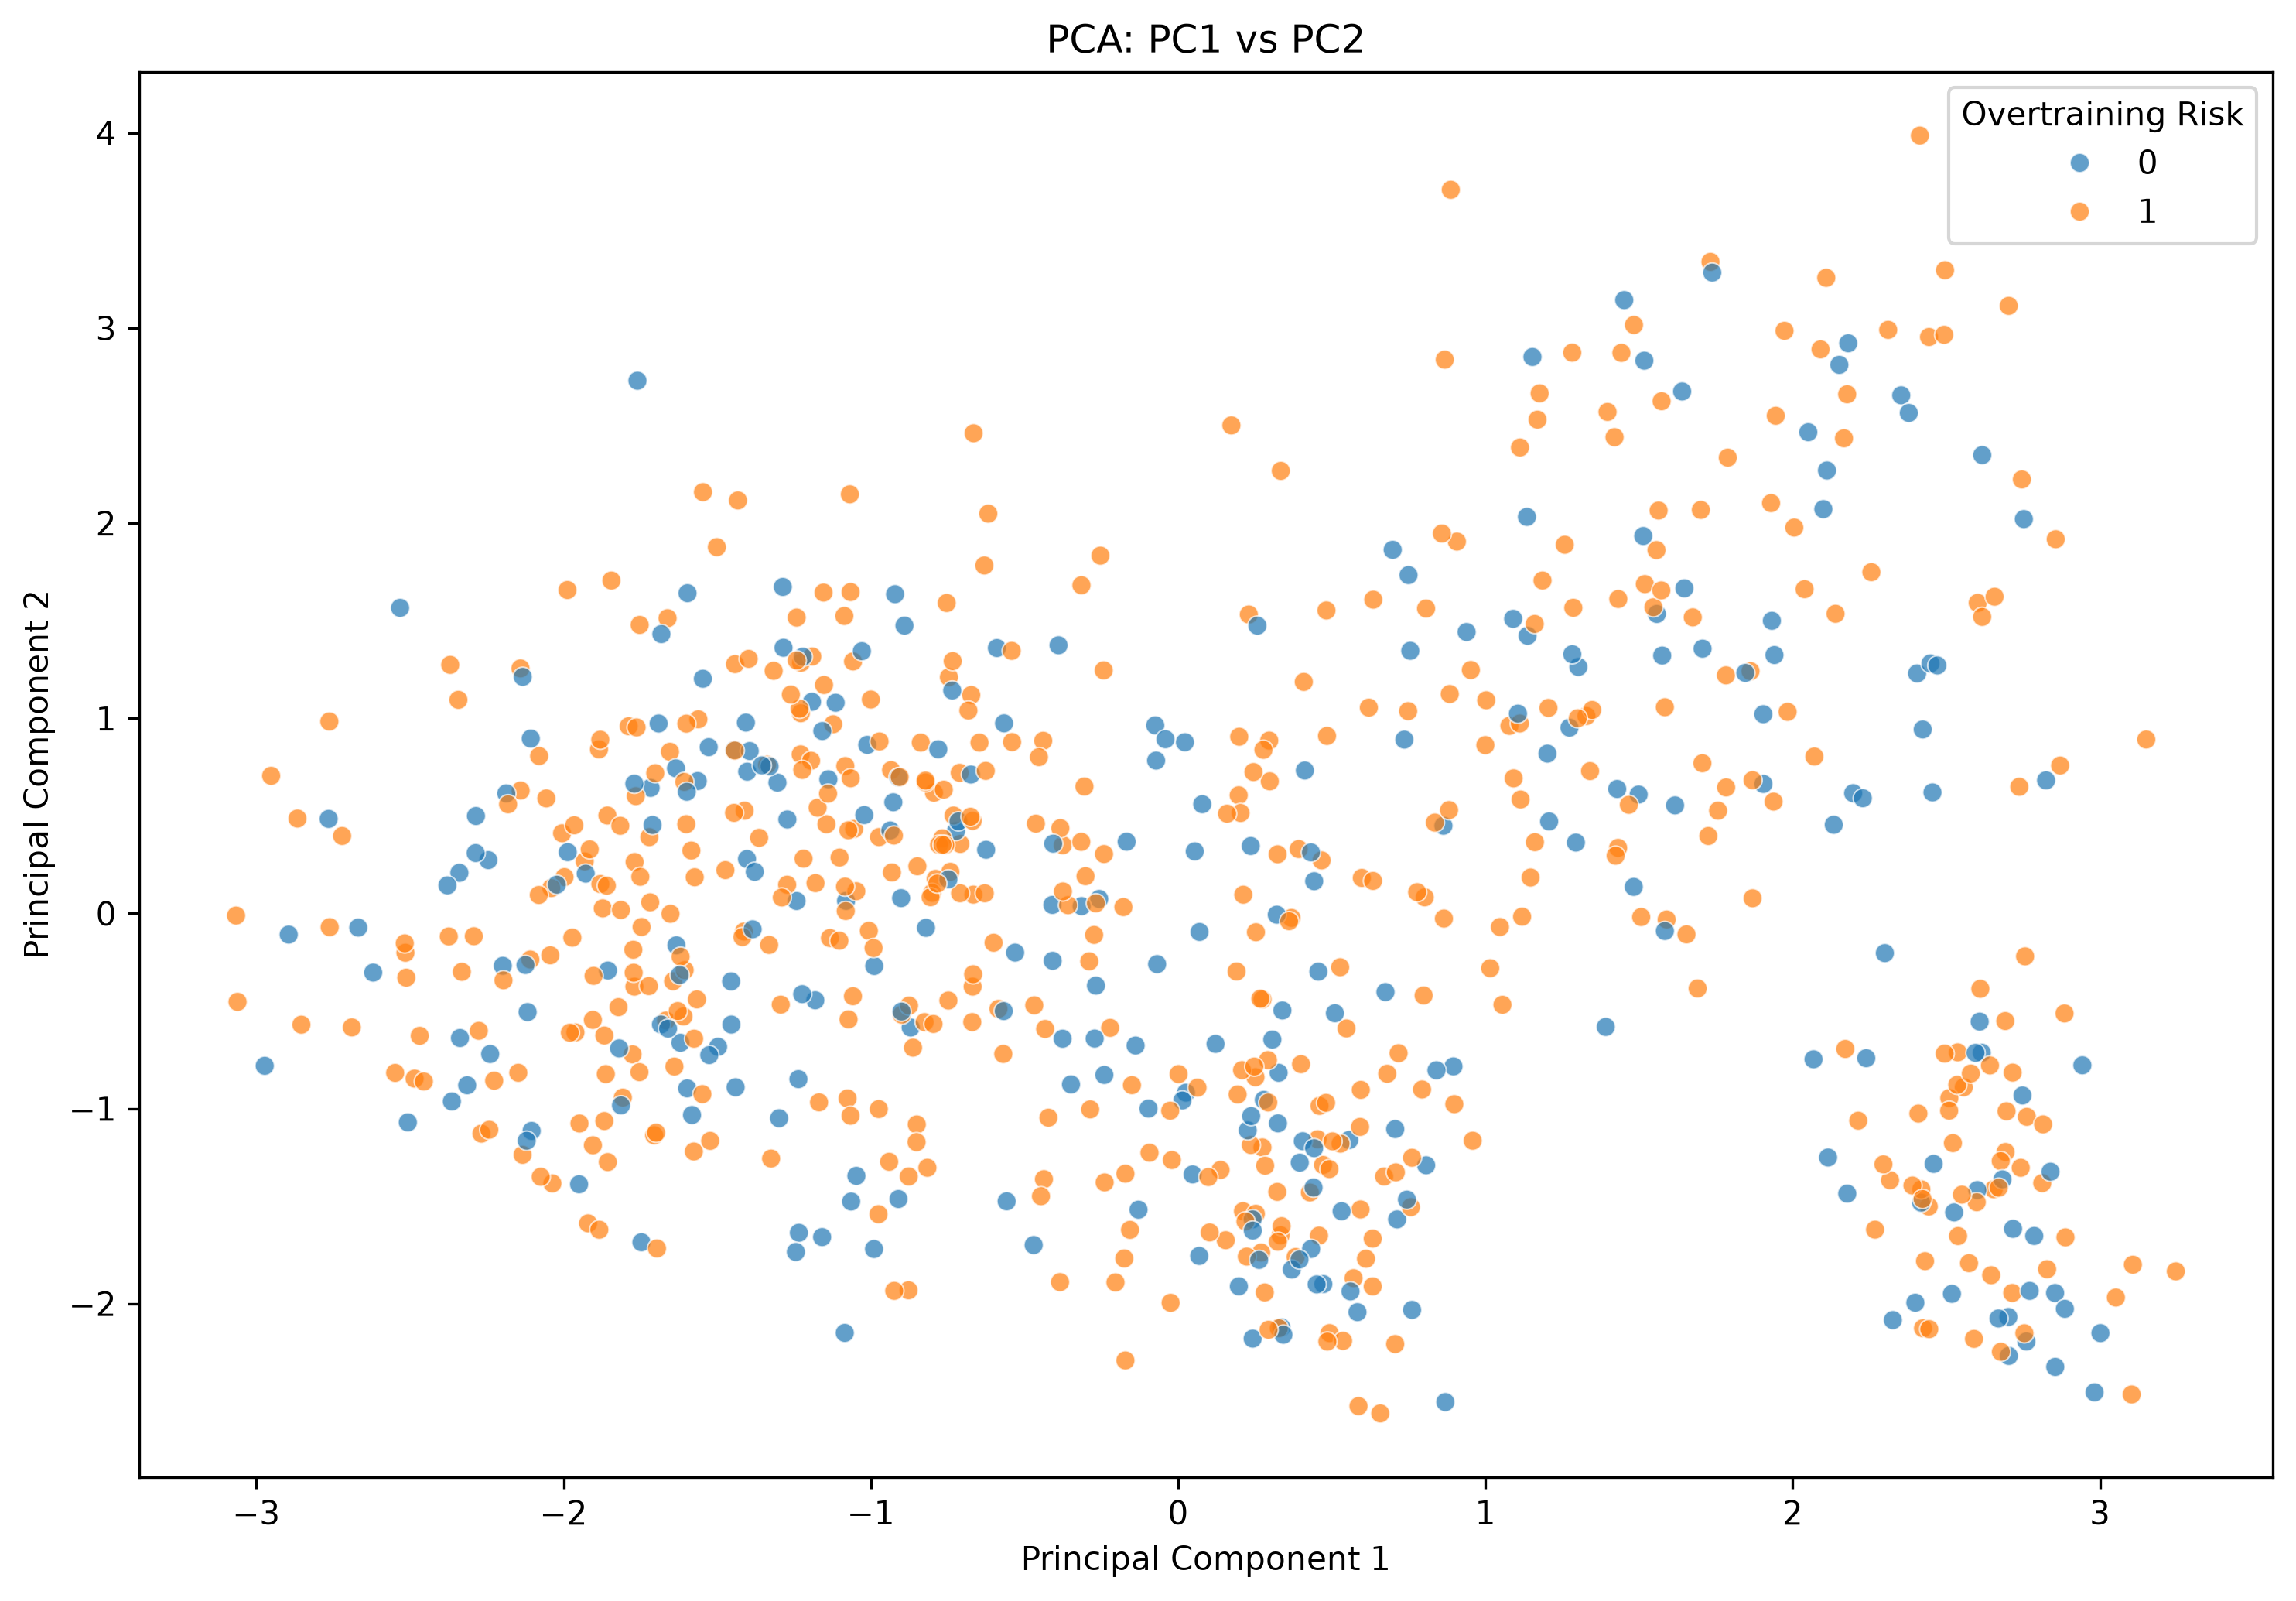 PCA: PC1 vs PC2
Overtraining Risk
0
1
4
3
2
1
0
−1
−2
Principal Component 2
−3 −2 −1 0 1 2 3
Principal Component 1